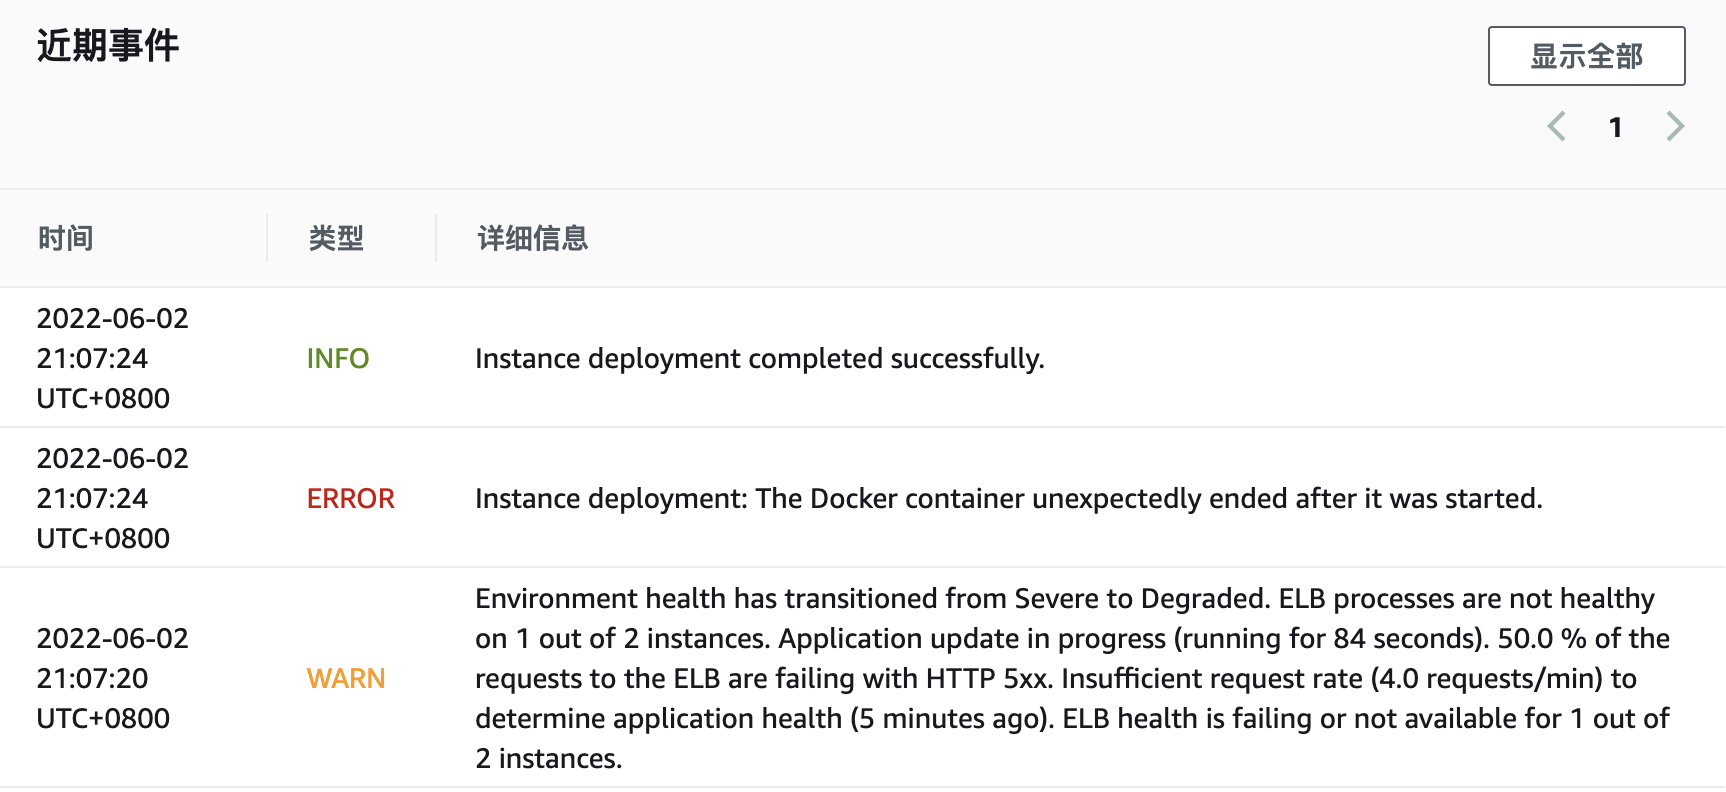 近期事件
显示全部
1
时间 类型 详细信息
2022-06-02
21:07:24
UTC+0800
INFO
Instance deployment completed successfully.
2022-06-02
21:07:24
UTC+0800
ERROR
Instance deployment: The Docker container unexpectedly ended after it was started.
2022-06-02
21:07:20
UTC+0800
WARN
Environment health has transitioned from Severe to Degraded. ELB processes are not healthy
on 1 out of 2 instances. Application update in progress (running for 84 seconds). 50.0 % of the
requests to the ELB are failing with HTTP 5xx. Insufficient request rate (4.0 requests/min) to
determine application health (5 minutes ago). ELB health is failing or not available for 1 out of
2 instances.